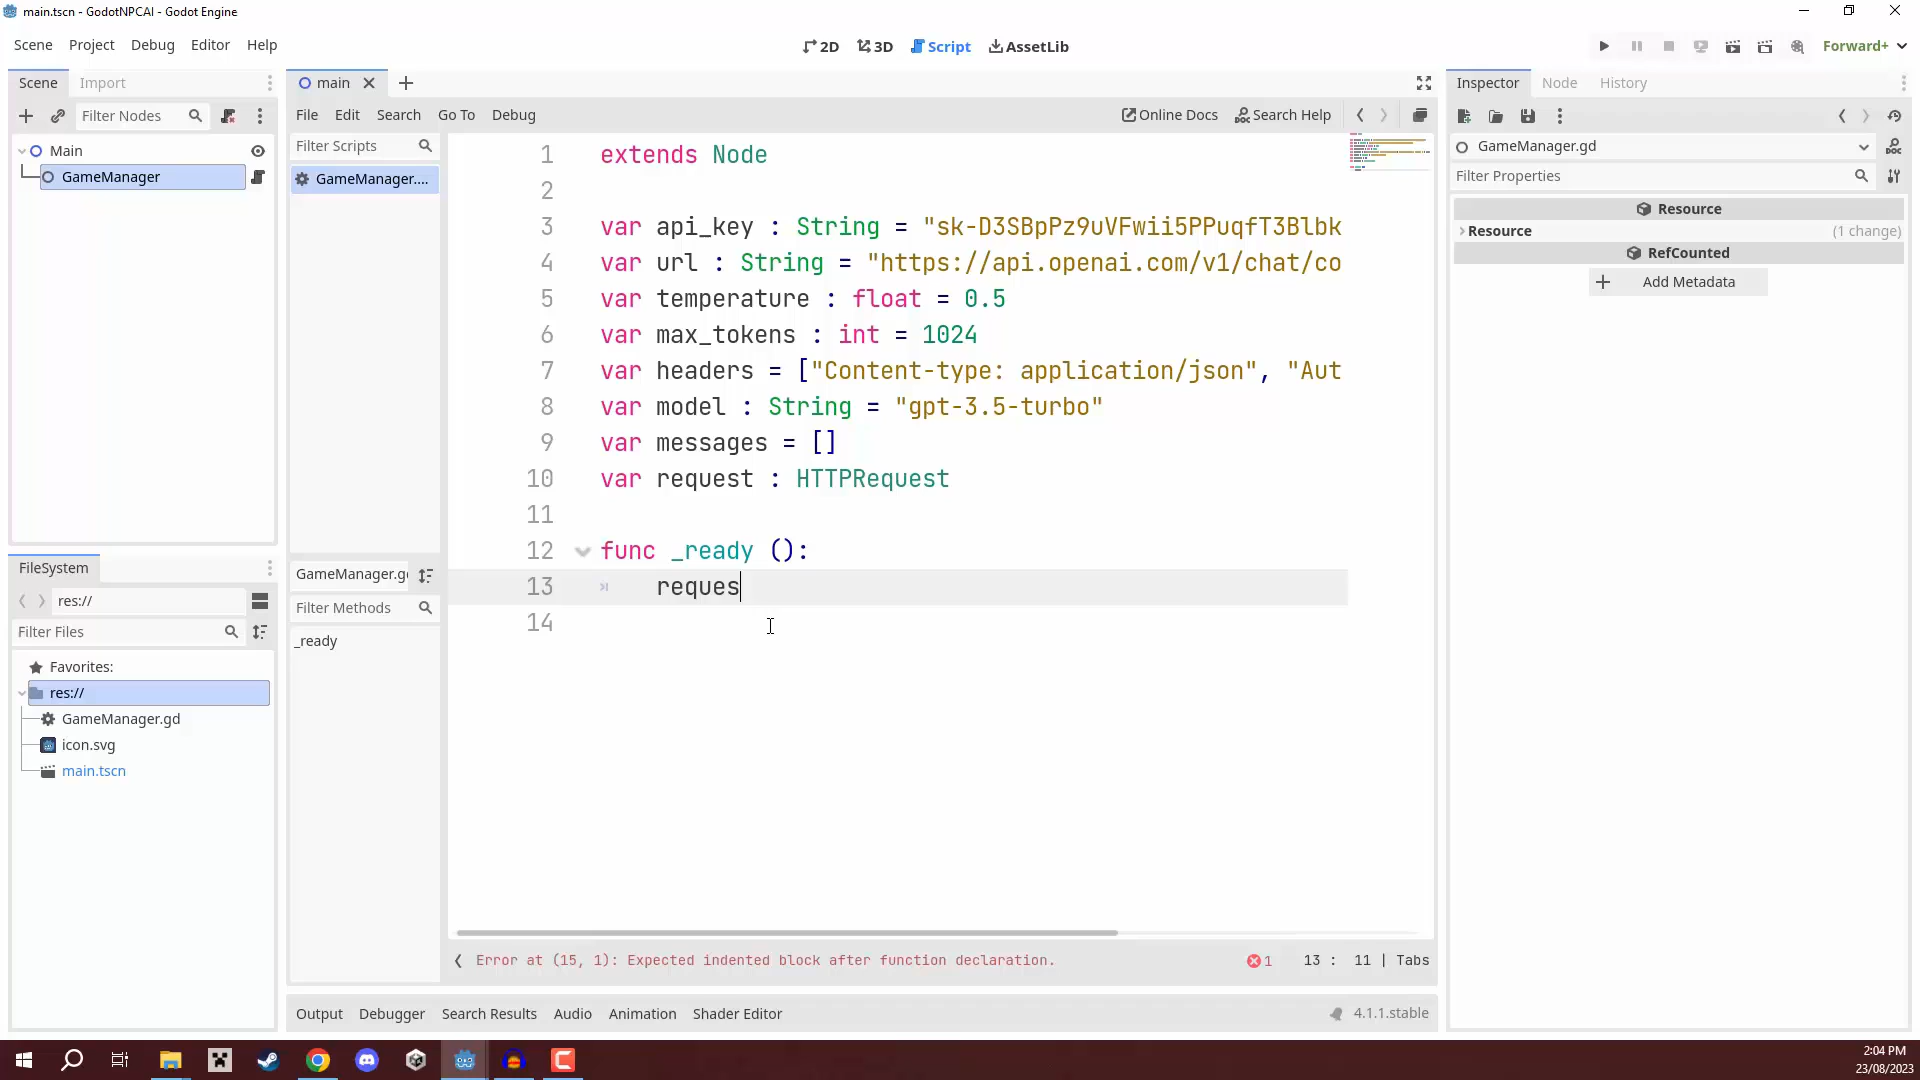 main.tscn - GodotNPCAI - Godot Engine
Scene Project Debug Editor Help
2D 3D Script AssetLib
Forward+
Scene Import
main
Inspector Node History
Filter Nodes
File Edit Search Go To Debug
Online Docs Search Help
Main
GameManager
Filter Scripts
GameManager....
GameManager.gd
Filter Properties
Resource
Resource (1 change)
RefCounted
Add Metadata
1 extends Node
2
3 var api_key : String = "sk-D3SBpPz9uVFwii5PPuqfT3Blbk
4 var url : String = "https://api.openai.com/v1/chat/co
5 var temperature : float = 0.5
6 var max_tokens : int = 1024
7 var headers = ["Content-type: application/json", "Aut
8 var model : String = "gpt-3.5-turbo"
9 var messages = []
10 var request : HTTPRequest
11
12 func _ready ():
13 reques
14
FileSystem
res://
Filter Files
Favorites:
res://
GameManager.gd
icon.svg
main.tscn
GameManager.g
Filter Methods
_ready
Error at (15, 1): Expected indented block after function declaration.
1 13 : 11 | Tabs
Output Debugger Search Results Audio Animation Shader Editor
4.1.1.stable
2:04 PM
23/08/2023